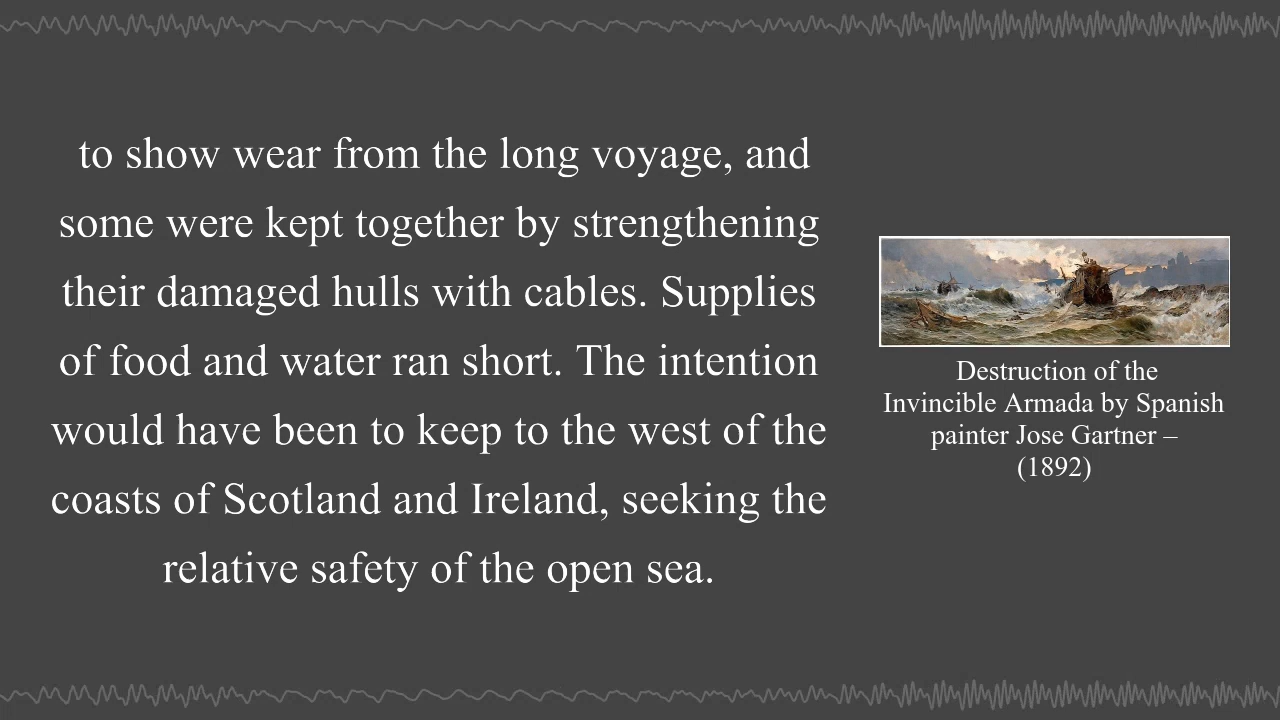 to show wear from the long voyage, and
some were kept together by strengthening
their damaged hulls with cables. Supplies
of food and water ran short. The intention
would have been to keep to the west of the
coasts of Scotland and Ireland, seeking the
relative safety of the open sea.
Destruction of the
Invincible Armada by Spanish
painter Jose Gartner –
(1892)